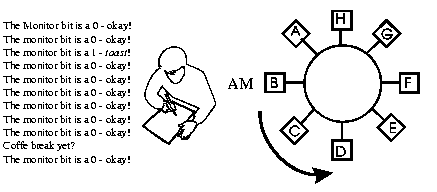 The Monitor bit is a 0 - okay!
The monitor bit is a 0 - okay!
The monitor bit is a 1 - toast!
The monitor bit is a 0 - okay!
The monitor bit is a 0 - okay!
The monitor bit is a 0 - okay!
The monitor bit is a 0 - okay!
The monitor bit is a 0 - okay!
The monitor bit is a 0 - okay!
Coffe break yet?
The monitor bit is a 0 - okay!
AM
H
A
G
B
F
C
E
D